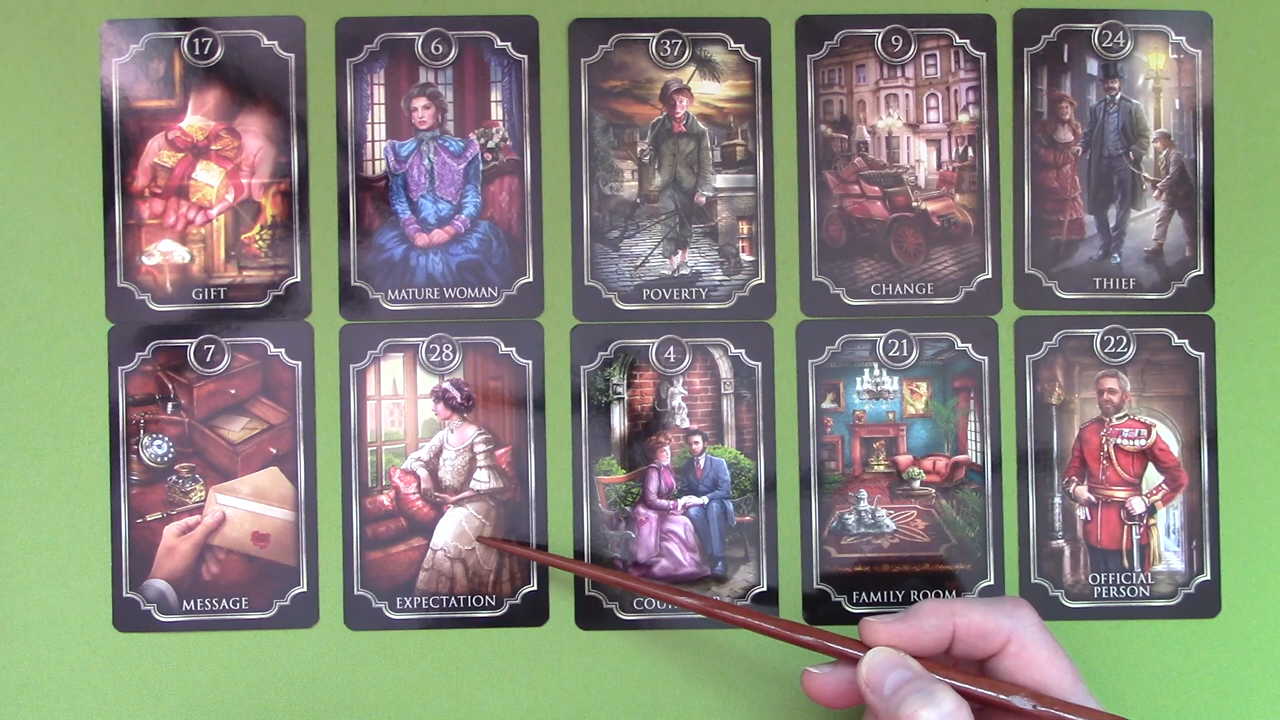 17
GIFT
6
MATURE WOMAN
37
POVERTY
9
CHANGE
24
THIEF
7
MESSAGE
28
EXPECTATION
4
21
FAMILY ROOM
22
OFFICIAL
PERSON